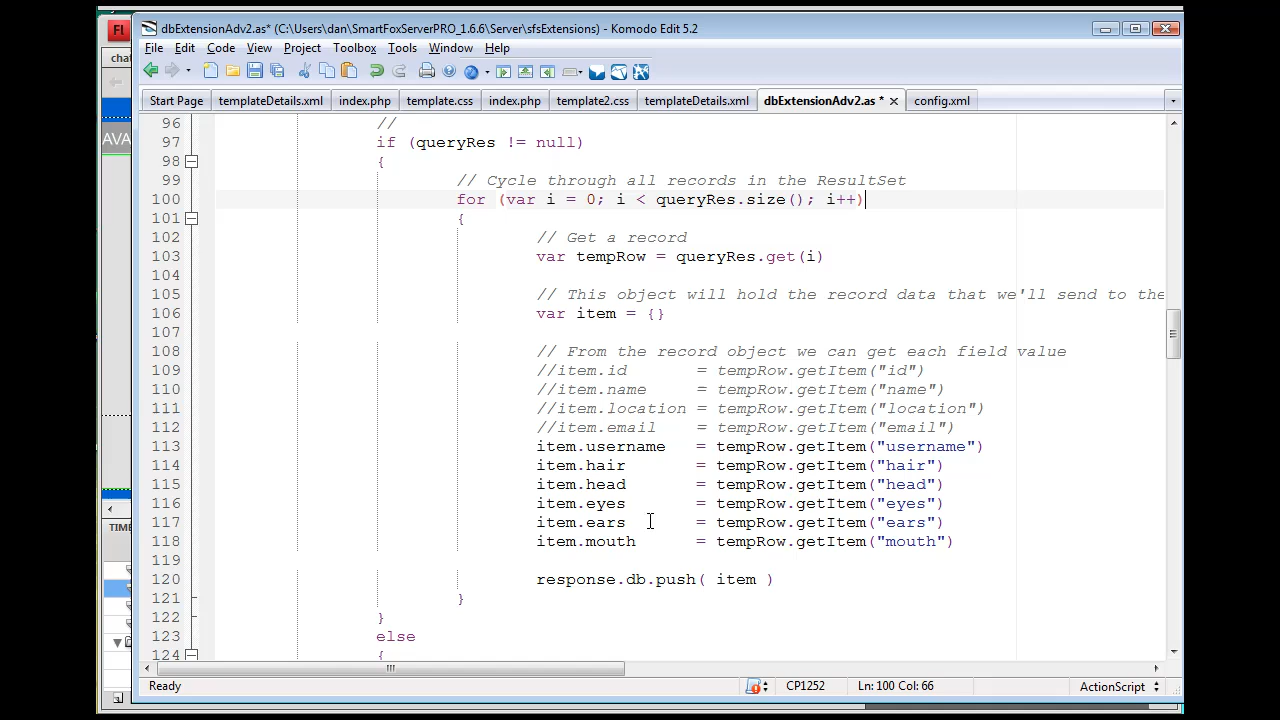 dbExtensionAdv2.as* (C:\Users\dan\SmartFoxServerPRO_1.6.6\Server\sfsExtensions) - Komodo Edit 5.2
File Edit Code View Project Toolbox Tools Window Help
Start Page templateDetails.xml index.php template.css index.php template2.css templateDetails.xml dbExtensionAdv2.as * config.xml
Fl
chat
AVA
TIME
96 //
97 if (queryRes != null)
98 {
99 // Cycle through all records in the ResultSet
100 for (var i = 0; i < queryRes.size(); i++)
101 {
102 // Get a record
103 var tempRow = queryRes.get(i)
104
105 // This object will hold the record data that we'll send to the
106 var item = {}
107
108 // From the record object we can get each field value
109 //item.id = tempRow.getItem("id")
110 //item.name = tempRow.getItem("name")
111 //item.location = tempRow.getItem("location")
112 //item.email = tempRow.getItem("email")
113 item.username = tempRow.getItem("username")
114 item.hair = tempRow.getItem("hair")
115 item.head = tempRow.getItem("head")
116 item.eyes = tempRow.getItem("eyes")
117 item.ears = tempRow.getItem("ears")
118 item.mouth = tempRow.getItem("mouth")
119
120 response.db.push( item )
121 }
122 }
123 else
124 {
Ready CP1252 Ln: 100 Col: 66 ActionScript